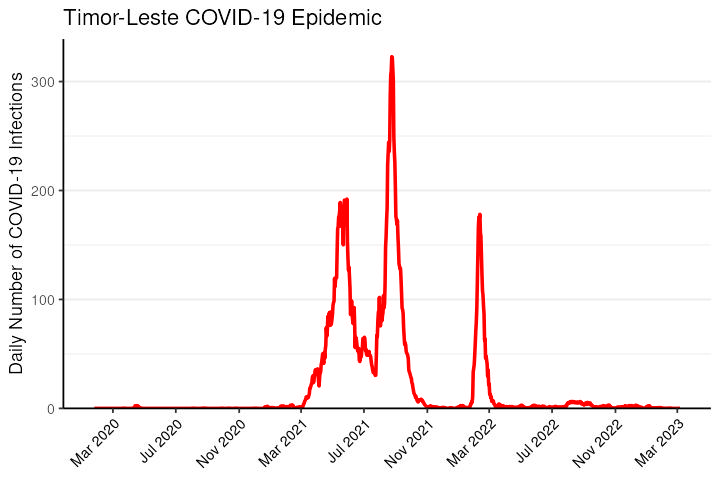 Timor-Leste COVID-19 Epidemic
Daily Number of COVID-19 Infections
300
200
100
0
Mar 2020
Jul 2020
Nov 2020
Mar 2021
Jul 2021
Nov 2021
Mar 2022
Jul 2022
Nov 2022
Mar 2023